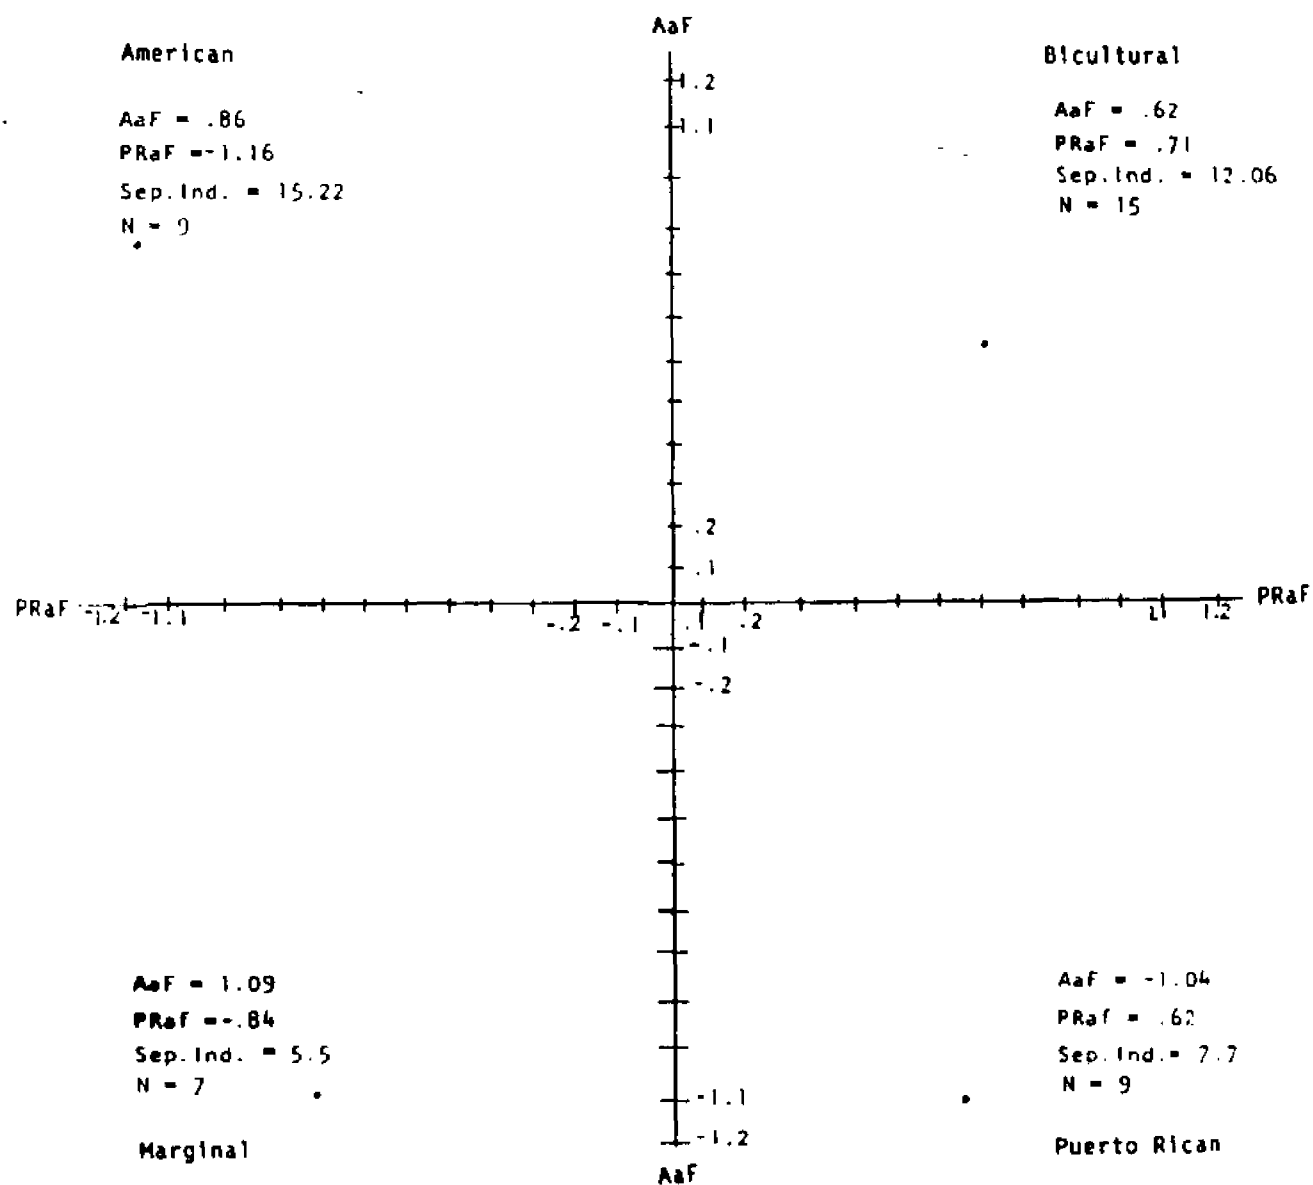 AaF
American
Bicultural
1.2
1.1
AaF = .86
PRaF =-1.16
Sep.Ind. = 15.22
N = 9
AaF = .62
PRaF = .71
Sep.Ind. = 12.06
N = 15
.2
.1
PRaF -1.2 -1.1 -.2 -.1 .1 .2 1.1 1.2 PRaF
-.1
-.2
AaF = 1.09
PRaf =-.84
Sep.Ind. = 5.5
N = 7
AaF = -1.04
PRaf = .62
Sep.Ind.= 7.7
N = 9
-1.1
-1.2
Marginal
Puerto Rican
AaF